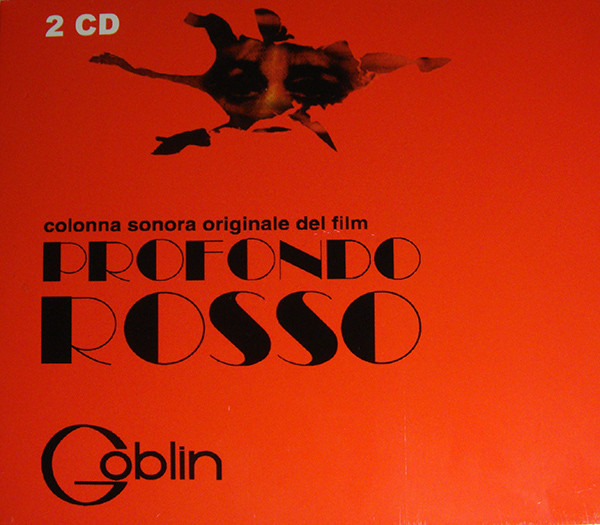 2 CD
colonna sonora originale del film
PROFONDO
ROSSO
Goblin